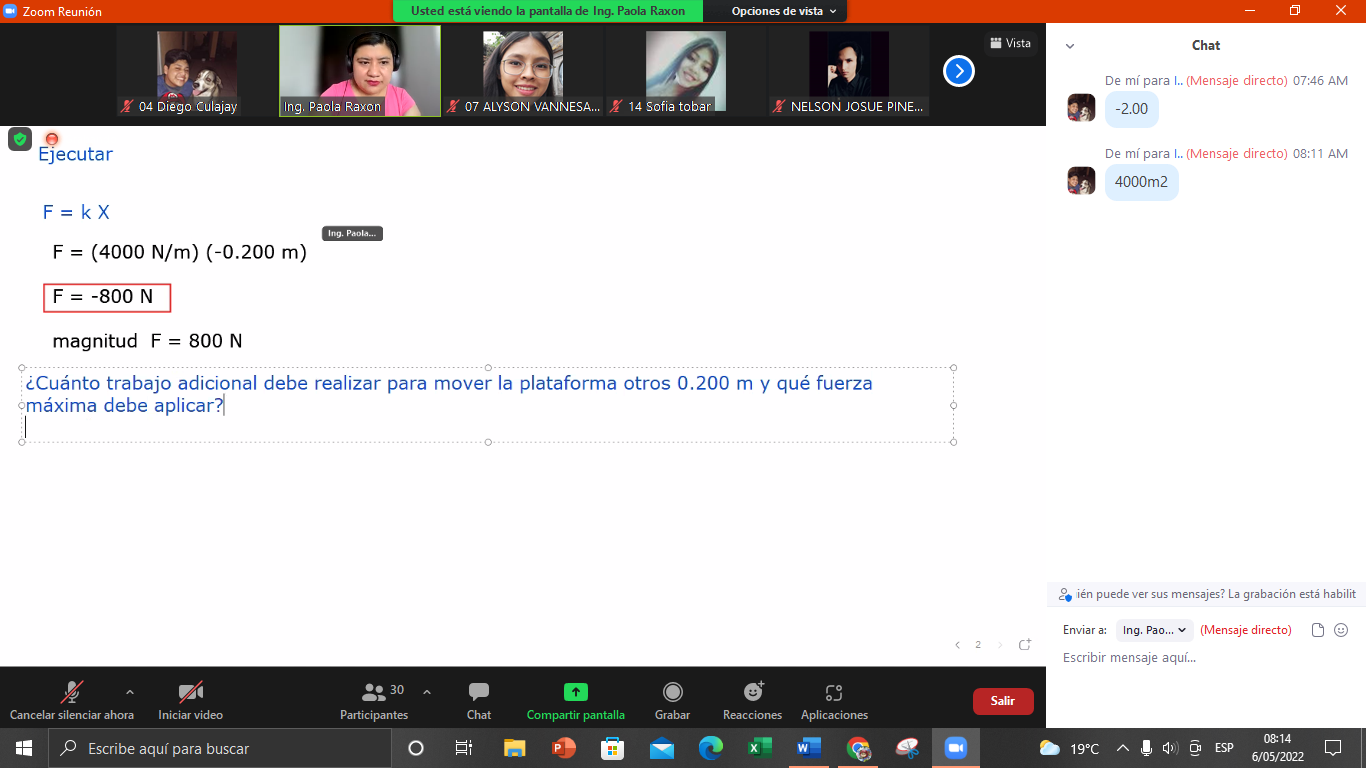 Zoom Reunión
Usted está viendo la pantalla de Ing. Paola Raxon
Opciones de vista
04 Diego Culajay
Ing. Paola Raxon
07 ALYSON VANNESA...
14 Sofia tobar
NELSON JOSUE PINE...
Vista
Ejecutar
F = k X
Ing. Paola...
F = (4000 N/m) (-0.200 m)
F = -800 N
magnitud F = 800 N
¿Cuánto trabajo adicional debe realizar para mover la plataforma otros 0.200 m y qué fuerza
máxima debe aplicar?
2
Chat
De mí para I.. (Mensaje directo) 07:46 AM
-2.00
De mí para I.. (Mensaje directo) 08:11 AM
4000m2
ién puede ver sus mensajes? La grabación está habilit
Enviar a: Ing. Pao... (Mensaje directo)
Escribir mensaje aquí...
Cancelar silenciar ahora
Iniciar video
30
Participantes
Chat
Compartir pantalla
Grabar
Reacciones
Aplicaciones
Salir
Escribe aquí para buscar
19°C
ESP
08:14
6/05/2022